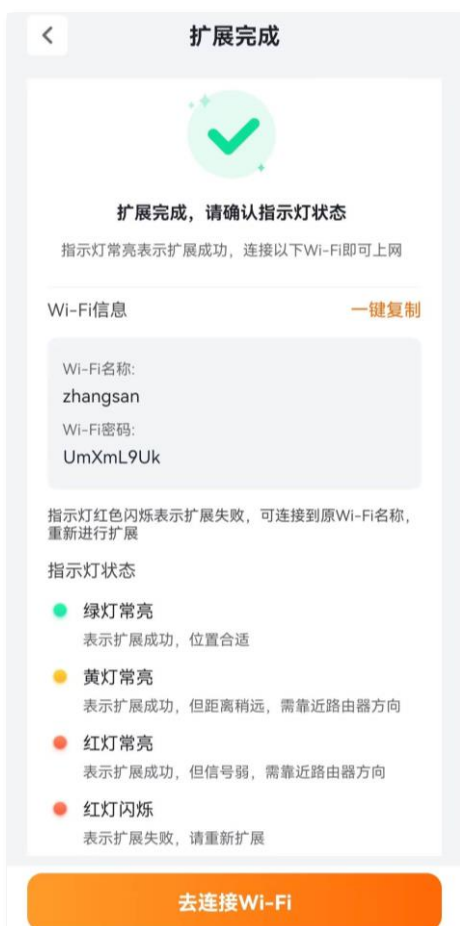 扩展完成
扩展完成，请确认指示灯状态
指示灯常亮表示扩展成功，连接以下Wi-Fi即可上网
Wi-Fi信息
一键复制
Wi-Fi名称:
zhangsan
Wi-Fi密码:
UmXmL9Uk
指示灯红色闪烁表示扩展失败，可连接到原Wi-Fi名称，
重新进行扩展
指示灯状态
绿灯常亮
表示扩展成功，位置合适
黄灯常亮
表示扩展成功，但距离稍远，需靠近路由器方向
红灯常亮
表示扩展成功，但信号弱，需靠近路由器方向
红灯闪烁
表示扩展失败，请重新扩展
去连接Wi-Fi